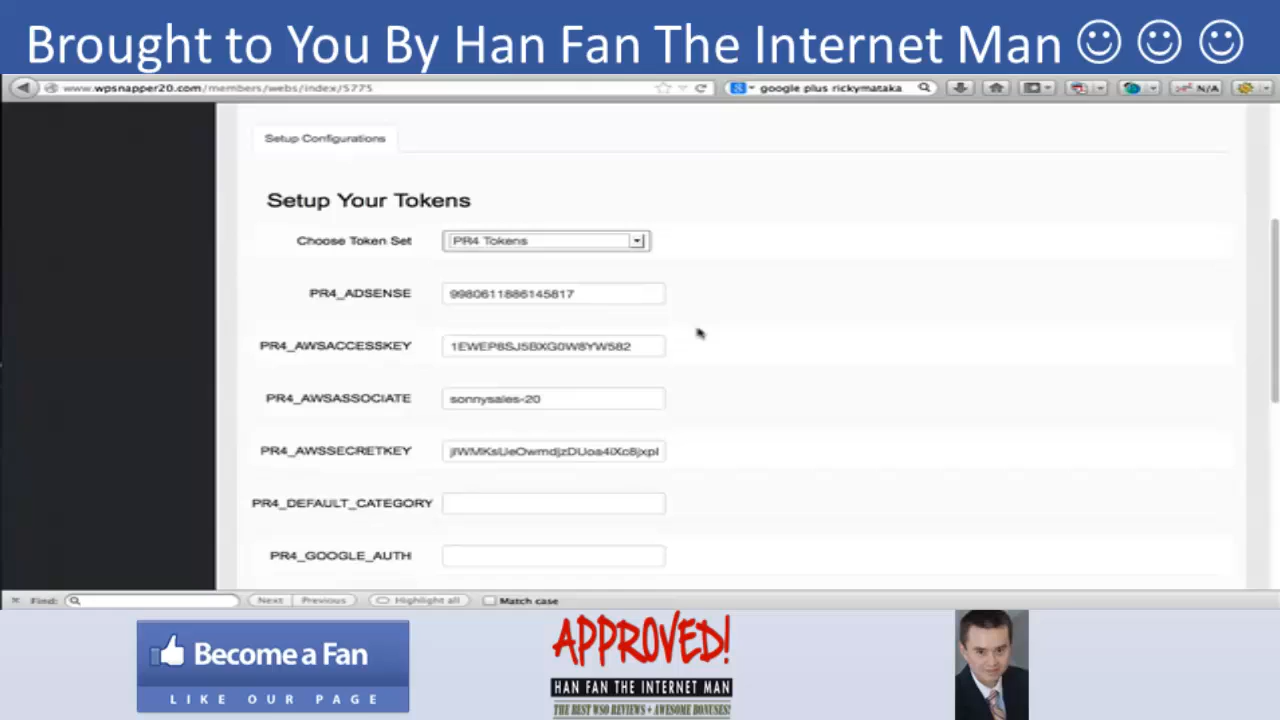 Brought to You By Han Fan The Internet Man
www.wpsnapper20.com/members/webs/index/5775
google plus rickymataka
N/A
Setup Configurations
Setup Your Tokens
Choose Token Set PR4 Tokens
PR4_ADSENSE 9980611886145817
PR4_AWSACCESSKEY
PR4_AWSASSOCIATE sonnysales-20
PR4_AWSSECRETKEY
PR4_DEFAULT_CATEGORY
PR4_GOOGLE_AUTH
Find: Next Previous Highlight all Match case
Become a Fan
LIKE OUR PAGE
APPROVED!
HAN FAN THE INTERNET MAN
THE BEST WSO REVIEWS + AWESOME BONUSES!